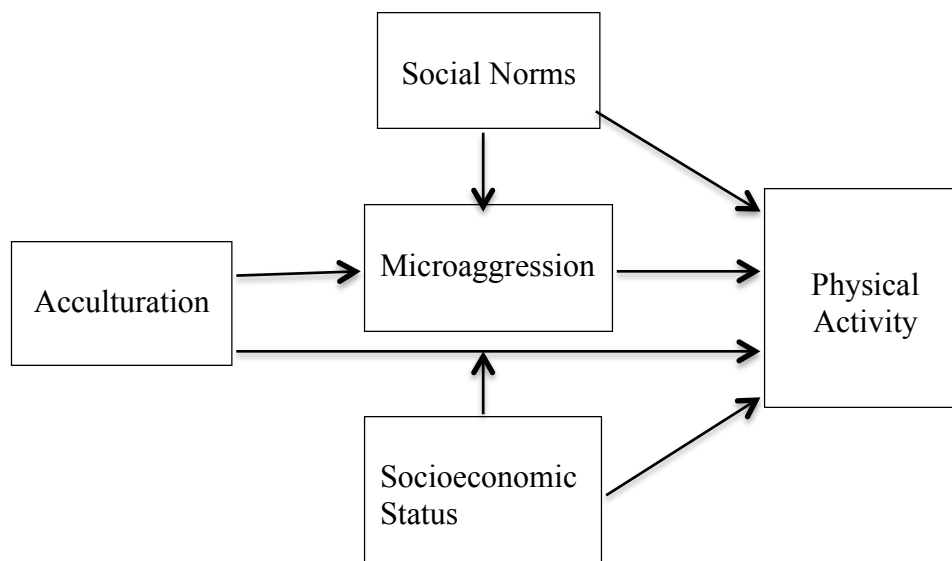 Social Norms
Microaggression
Acculturation
Physical
Activity
Socioeconomic
Status